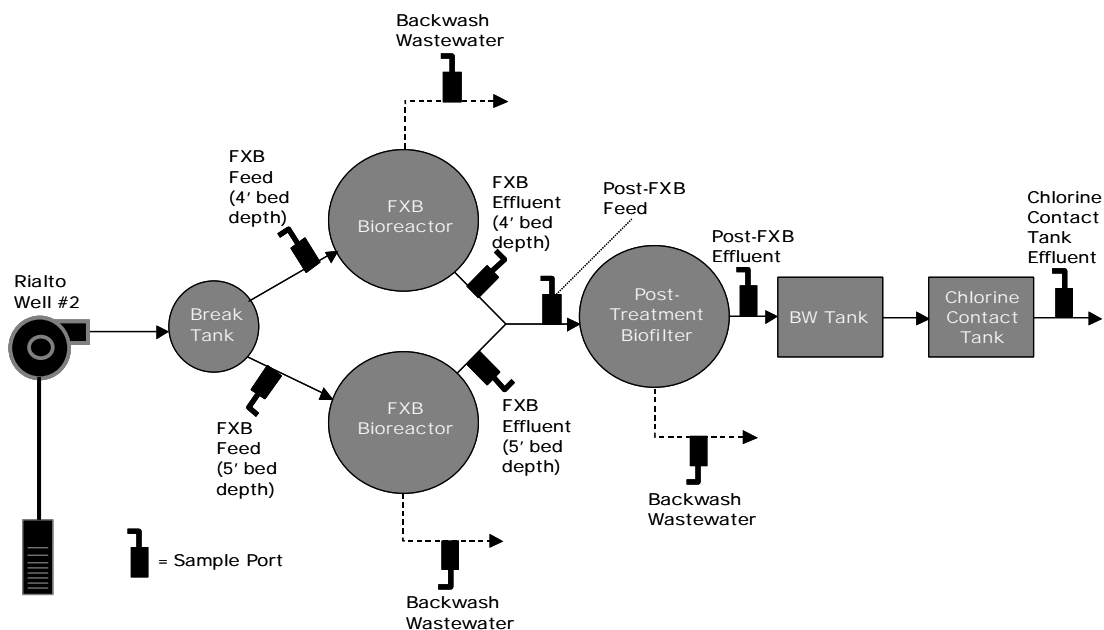 Backwash
Wastewater
FXB
Feed
(4' bed
depth)
FXB
Bioreactor
FXB
Effluent
(4' bed
depth)
Post-FXB
Feed
Post-FXB
Effluent
Chlorine
Contact
Tank
Effluent
Rialto
Well #2
Break
Tank
Post-
Treatment
Biofilter
BW Tank
Chlorine
Contact
Tank
FXB
Feed
(5' bed
depth)
FXB
Bioreactor
FXB
Effluent
(5' bed
depth)
Backwash
Wastewater
= Sample Port
Backwash
Wastewater